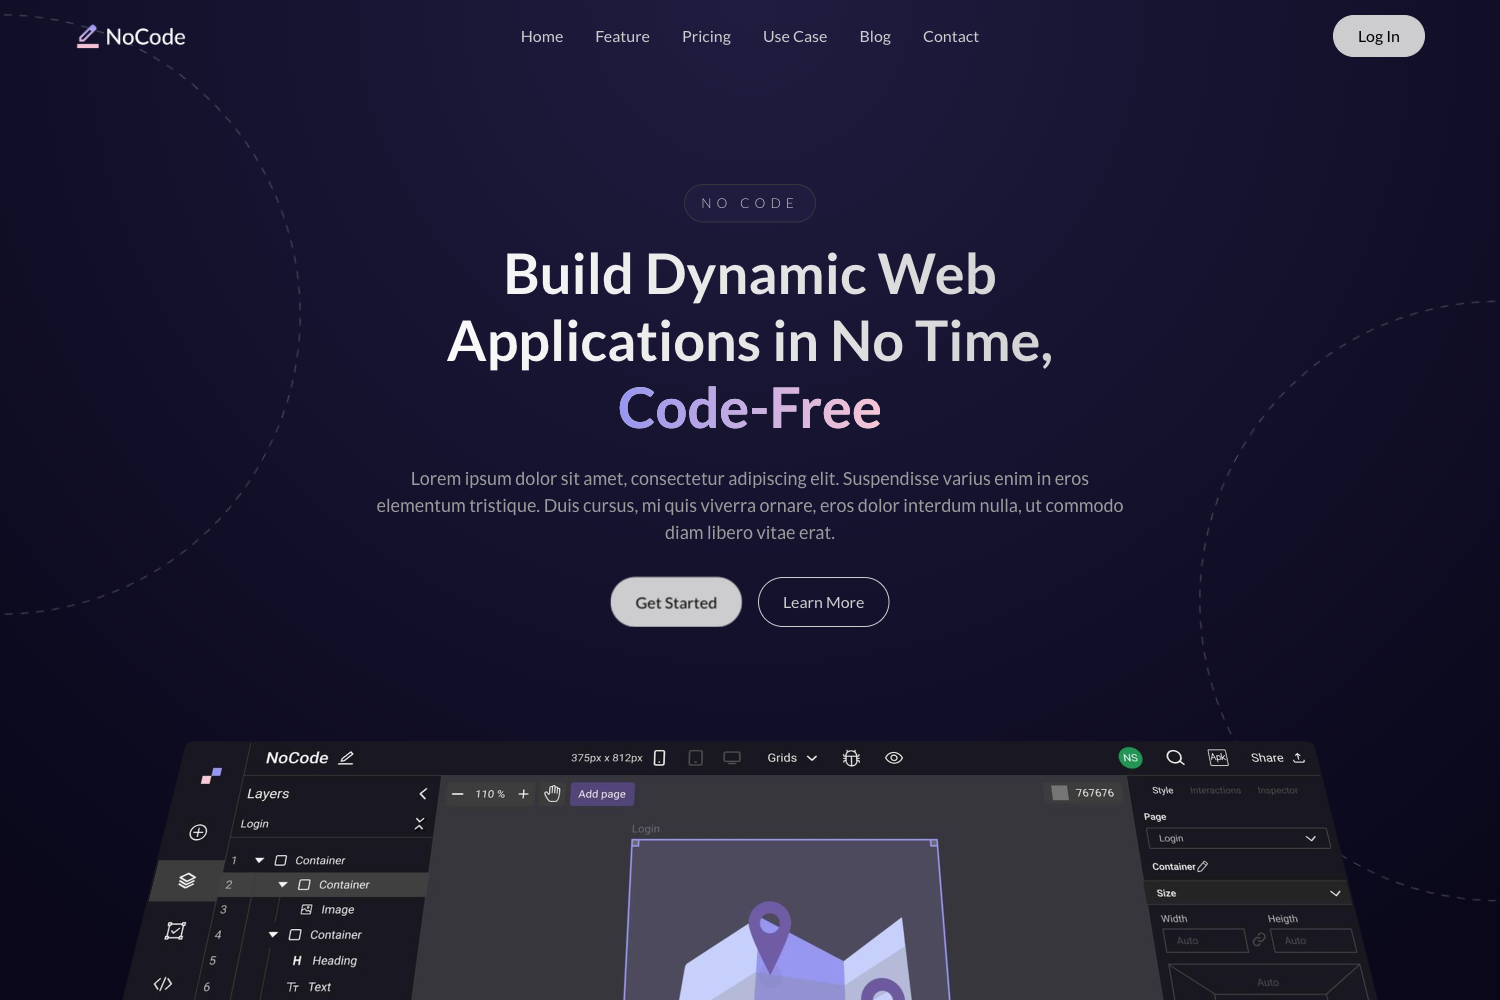 NoCode
Home Feature Pricing Use Case Blog Contact
Log In
NO CODE
Build Dynamic Web
Applications in No Time,
Code-Free
Lorem ipsum dolor sit amet, consectetur adipiscing elit. Suspendisse varius enim in eros
elementum tristique. Duis cursus, mi quis viverra ornare, eros dolor interdum nulla, ut commodo
diam libero vitae erat.
Get Started Learn More
NoCode
375px x 812px
Grids
NS
Apk
Share
Layers
110 %
Add page
767676
Style Interactions Inspector
Login
Login
Page
Login
1 Container
2 Container
3 Image
4 Container
5 H Heading
6 Tт Text
Container
Size
Width Heigth
Auto Auto
Auto